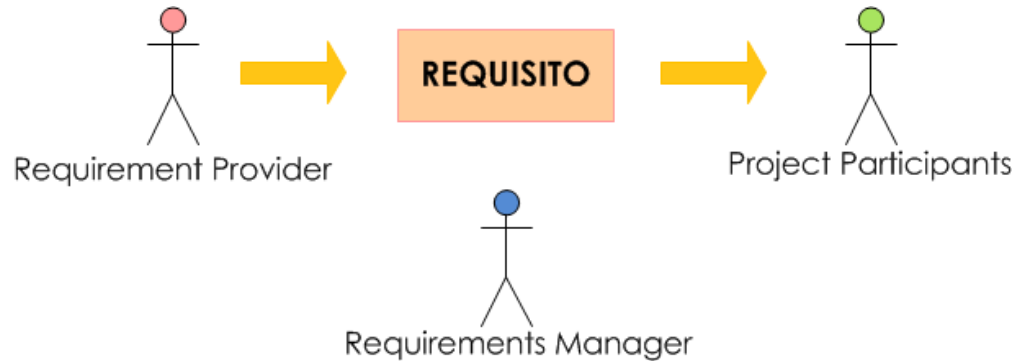 REQUISITO
Requirement Provider
Project Participants
Requirements Manager